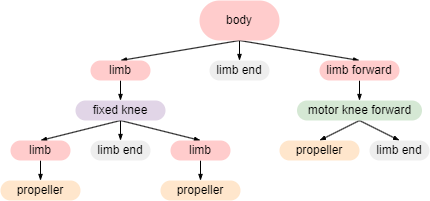 body
limb
limb end
limb forward
fixed knee
motor knee forward
limb
limb end
limb
propeller
limb end
propeller
propeller